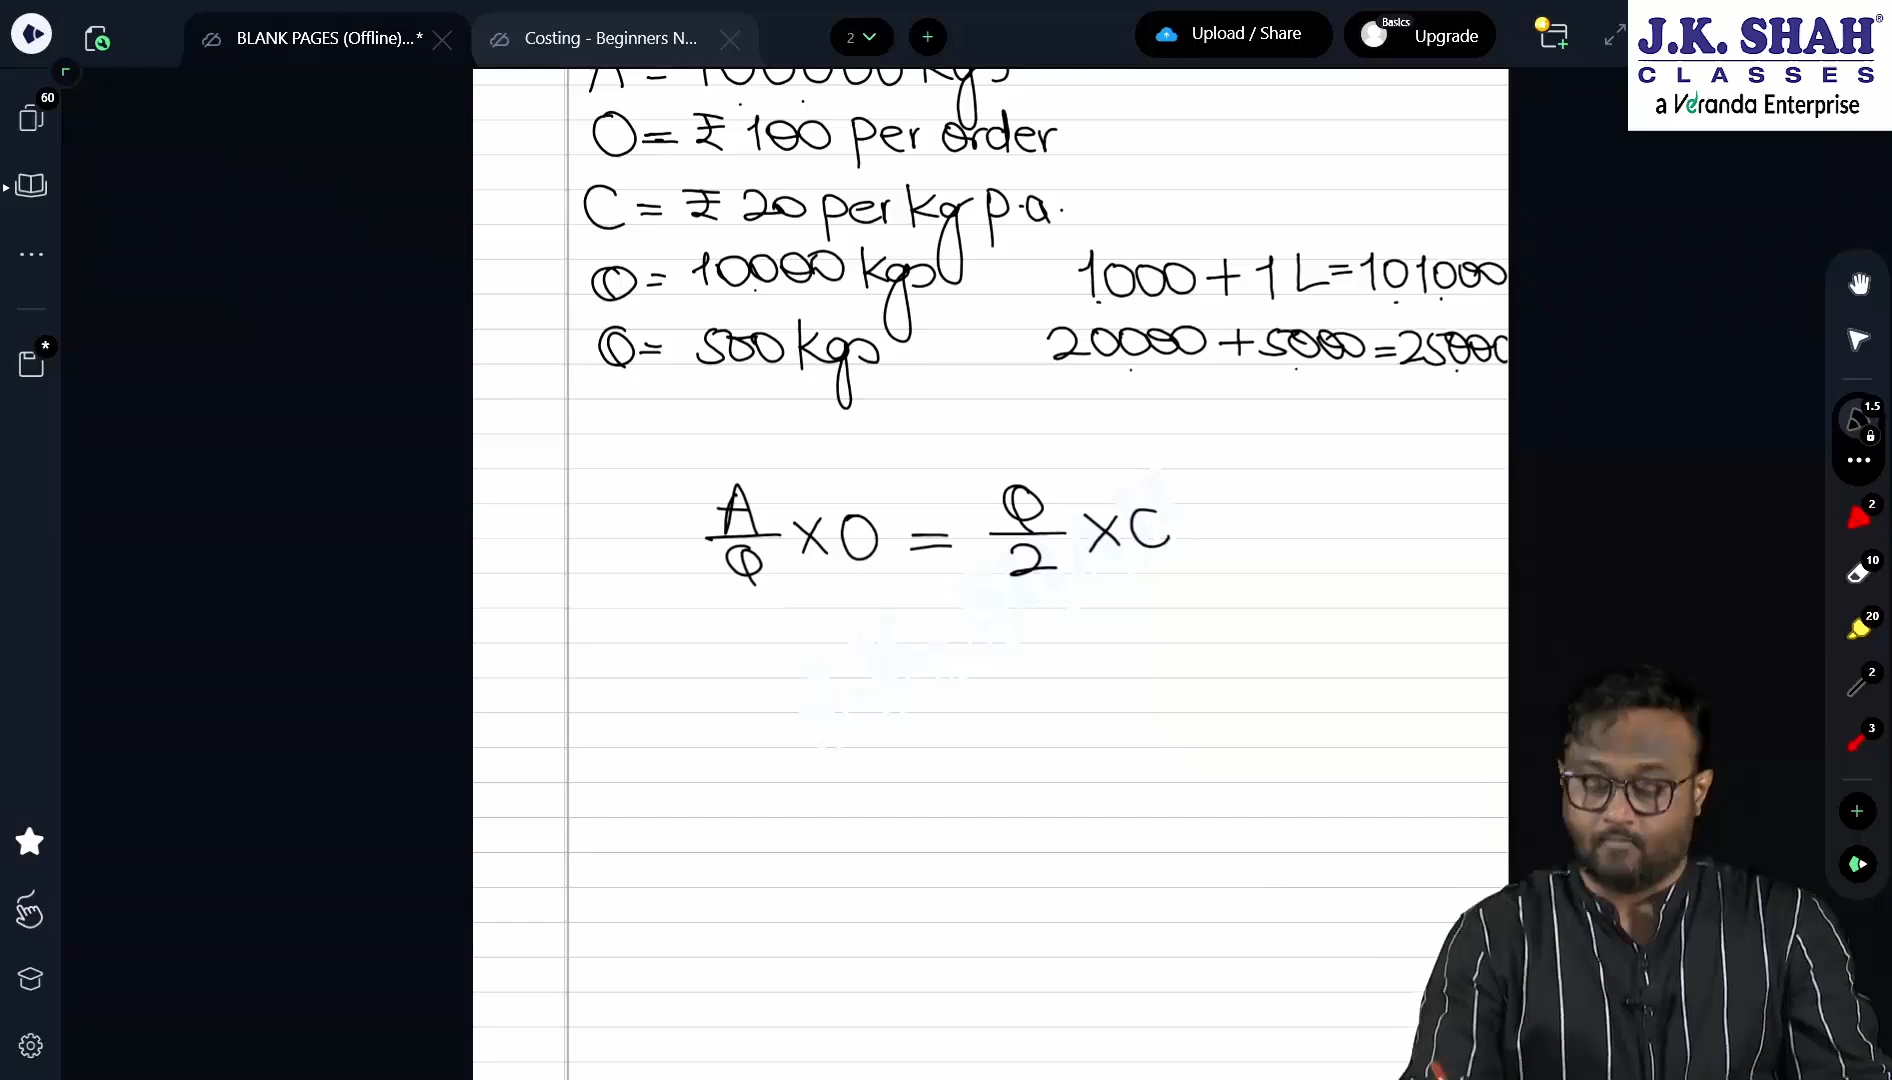 BLANK PAGES (Offline)...*
Costing - Beginners N...
2
+
Upload / Share
Basics
Upgrade
J.K. SHAH®
CLASSES
a Veranda Enterprise
60
A = 100000 kgs
O = ₹ 100 per order
C = ₹ 20 per kg p.a.
Q = 10000 kgs 1000 + 1 L = 101000
Q = 500 kgs 20000 + 5000 = 25000
A/Q × O = Q/2 × C
1.5
2
10
20
2
3